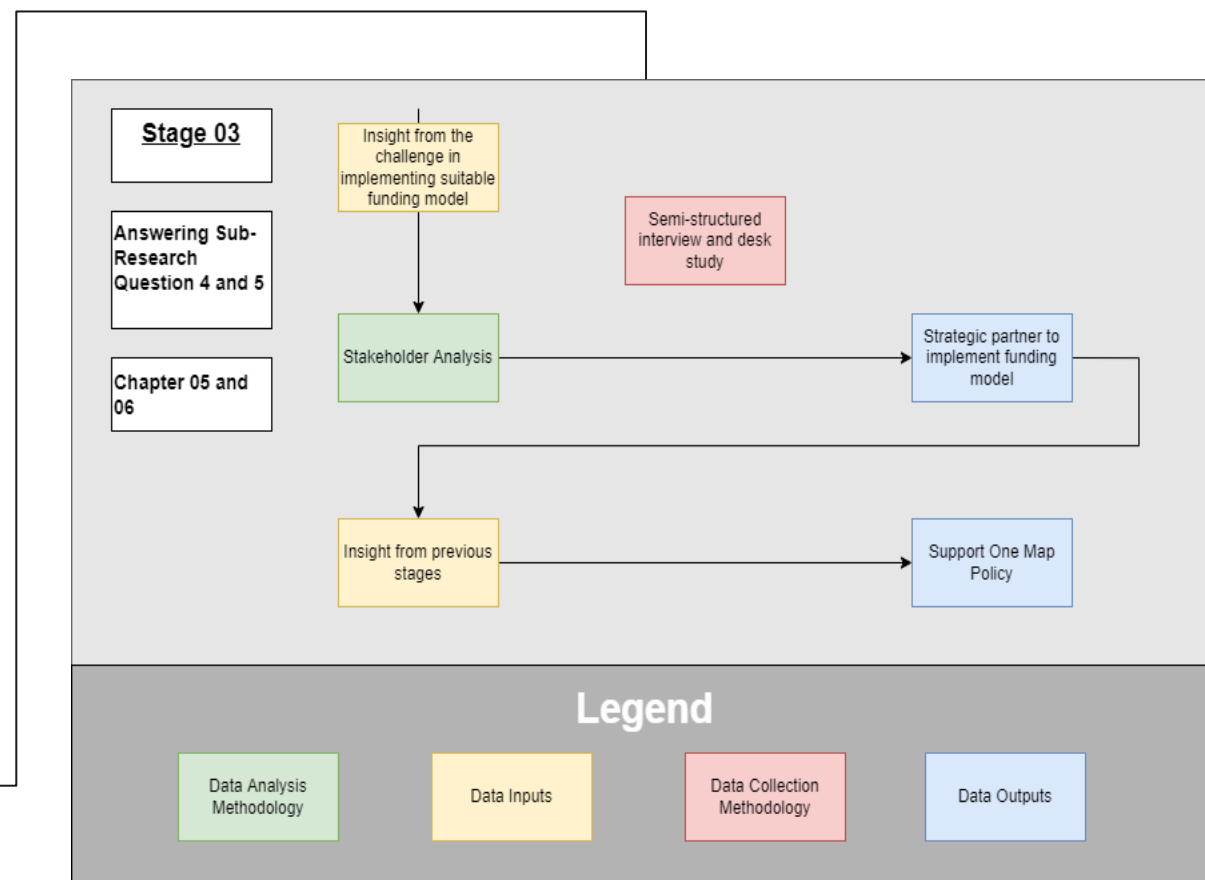 Stage 03
Answering Sub-
Research
Question 4 and 5
Chapter 05 and
06
Insight from the
challenge in
implementing suitable
funding model
Semi-structured
interview and desk
study
Stakeholder Analysis
Strategic partner to
implement funding
model
Insight from previous
stages
Support One Map
Policy
Legend
Data Analysis
Methodology
Data Inputs
Data Collection
Methodology
Data Outputs